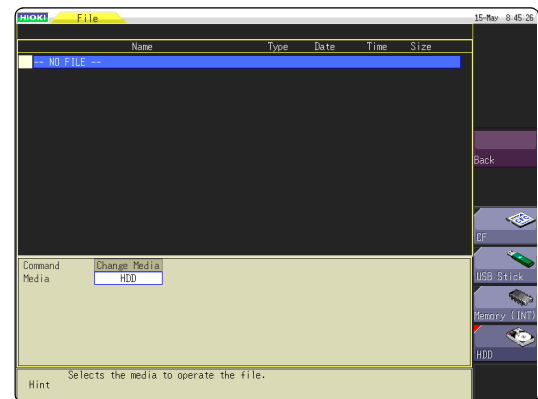 HIOKI File 15-May 8:45:26
Name Type Date Time Size
-- NO FILE --
Back
CF
Command Change Media
Media HDD
USB Stick
Memory (INT)
HDD
Selects the media to operate the file.
Hint